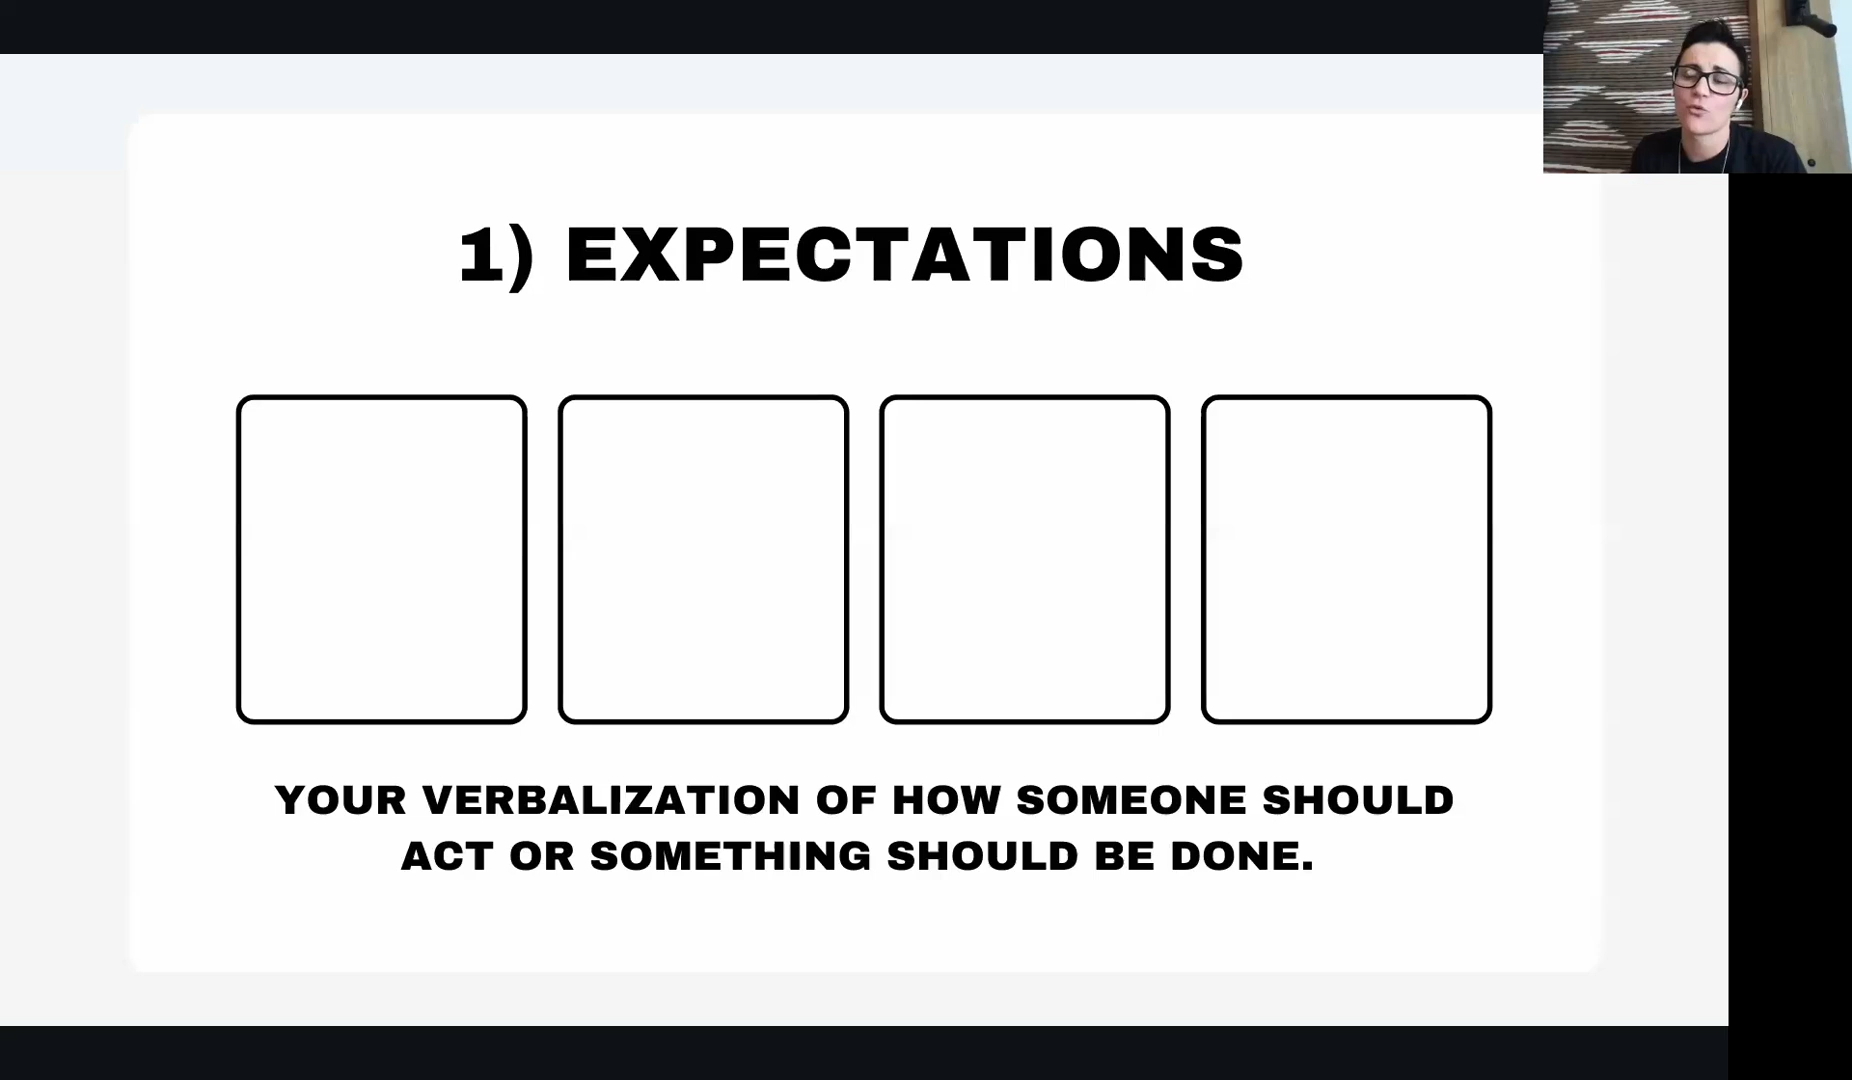 1) EXPECTATIONS
YOUR VERBALIZATION OF HOW SOMEONE SHOULD
ACT OR SOMETHING SHOULD BE DONE.